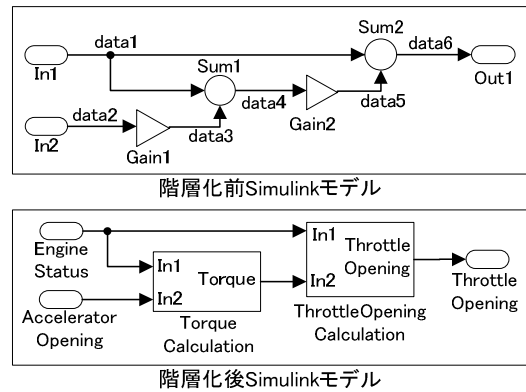 data1
In1
Sum1
Sum2
data6
Out1
data2
In2
Gain1
data3
data4
Gain2
data5
階層化前Simulinkモデル
Engine
Status
In1
In2
Torque
Torque
Calculation
Accelerator
Opening
In1
In2
Throttle
Opening
ThrottleOpening
Calculation
Throttle
Opening
階層化後Simulinkモデル